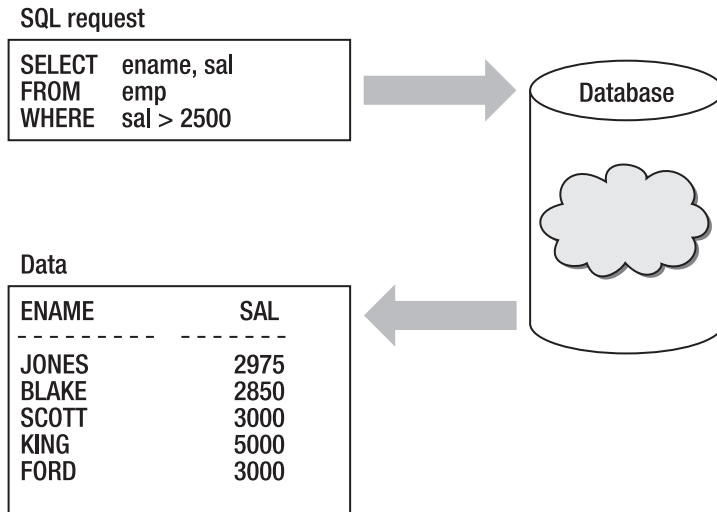 SQL request
SELECT ename, sal
FROM emp
WHERE sal > 2500
Database
Data
ENAME SAL
- - - - - - - - - - - - - - - - -
JONES 2975
BLAKE 2850
SCOTT 3000
KING 5000
FORD 3000